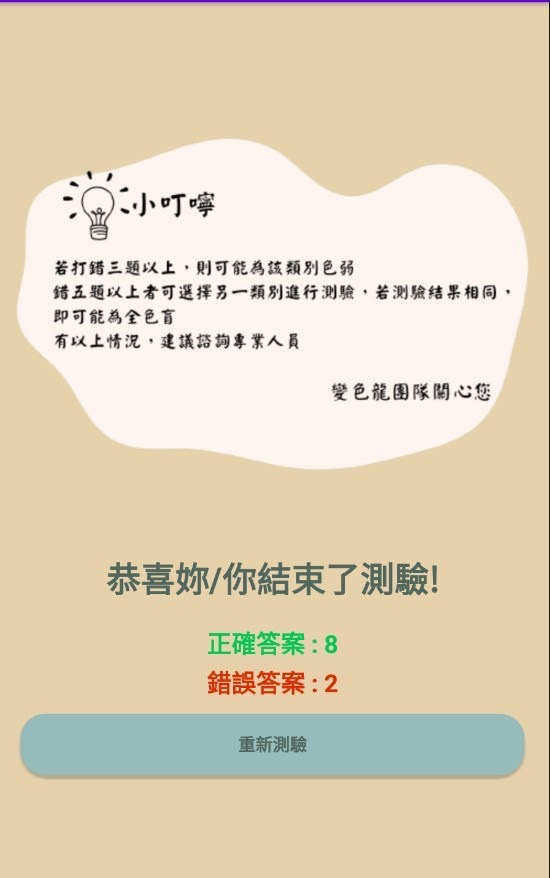 小叮嚀
若打錯三題以上，則可能為該類別色弱
錯五題以上者可選擇另一類別進行測驗，若測驗結果相同，
即可能為全色盲
有以上情況，建議諮詢專業人員
變色龍團隊關心您
恭喜妳/你結束了測驗!
正確答案 : 8
錯誤答案 : 2
重新測驗